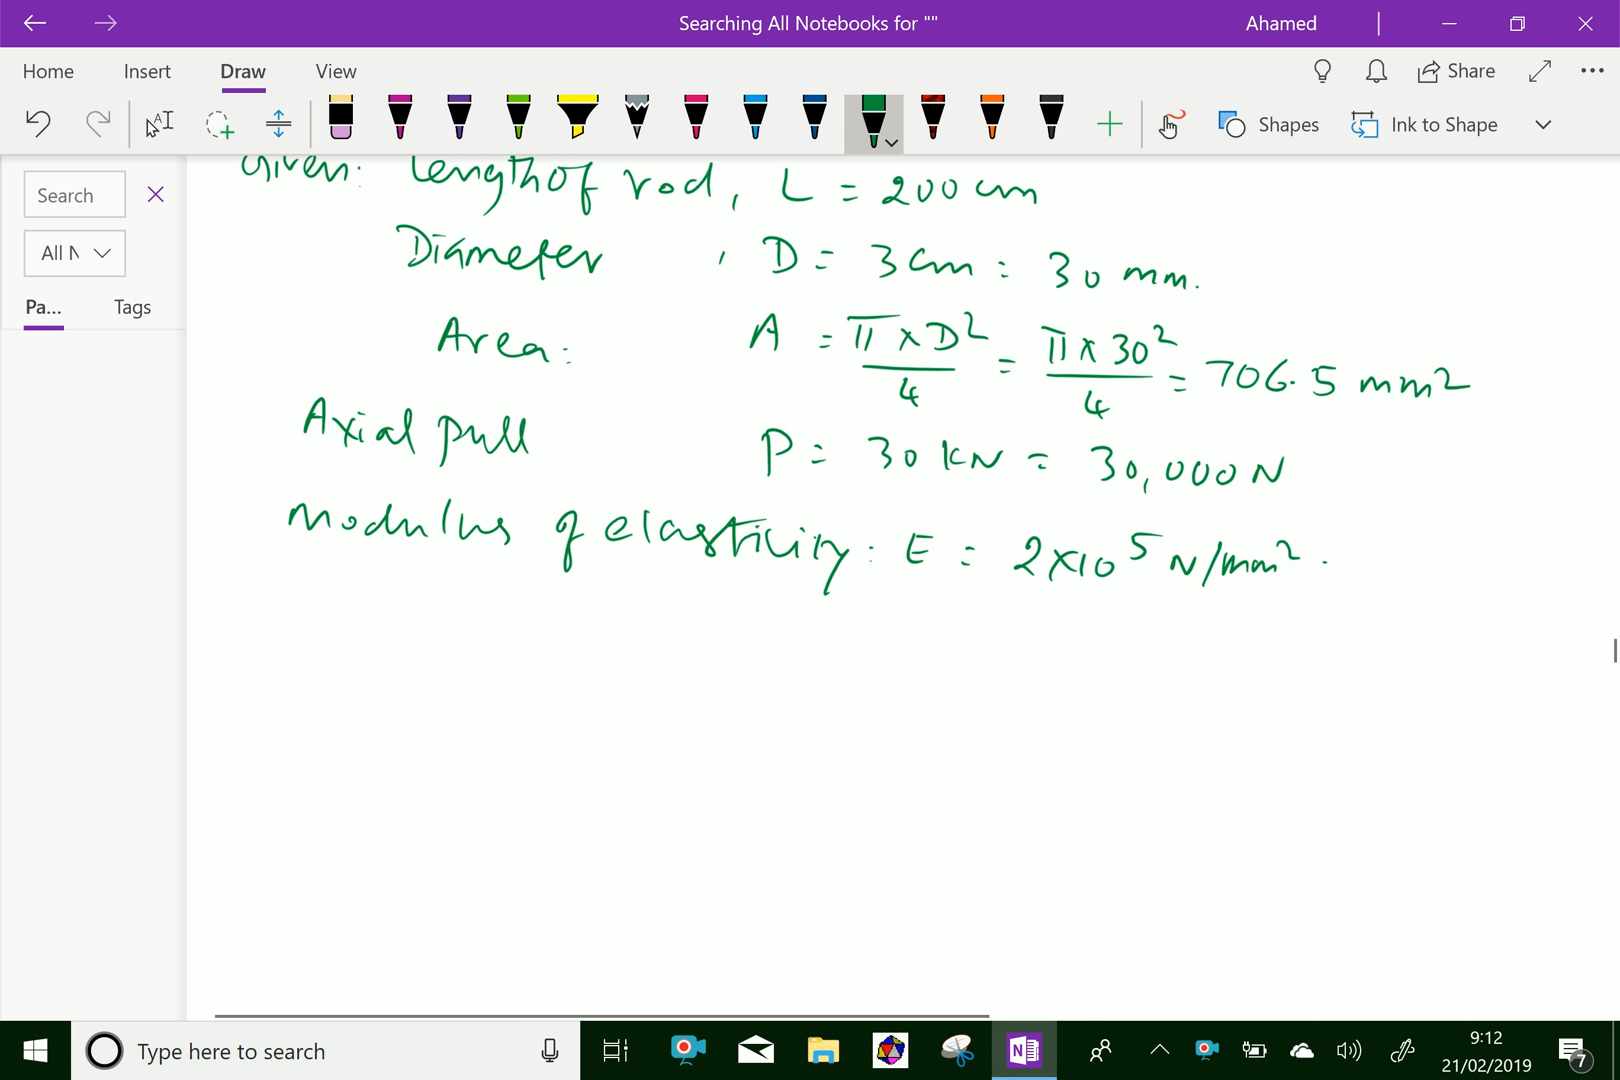 Searching All Notebooks for ""
Ahamed
Home Insert Draw View
Share
Shapes
Ink to Shape
Search
All N
Pa... Tags
Given: Length of rod, L = 200 cm
Diameter , D = 3 cm = 30 mm.
Area: A = π × D² / 4 = π × 30² / 4 = 706.5 mm²
Axial pull P = 30 KN = 30,000 N
Modulus of elasticity: E = 2×10⁵ N/mm².
Type here to search
9:12
21/02/2019
7